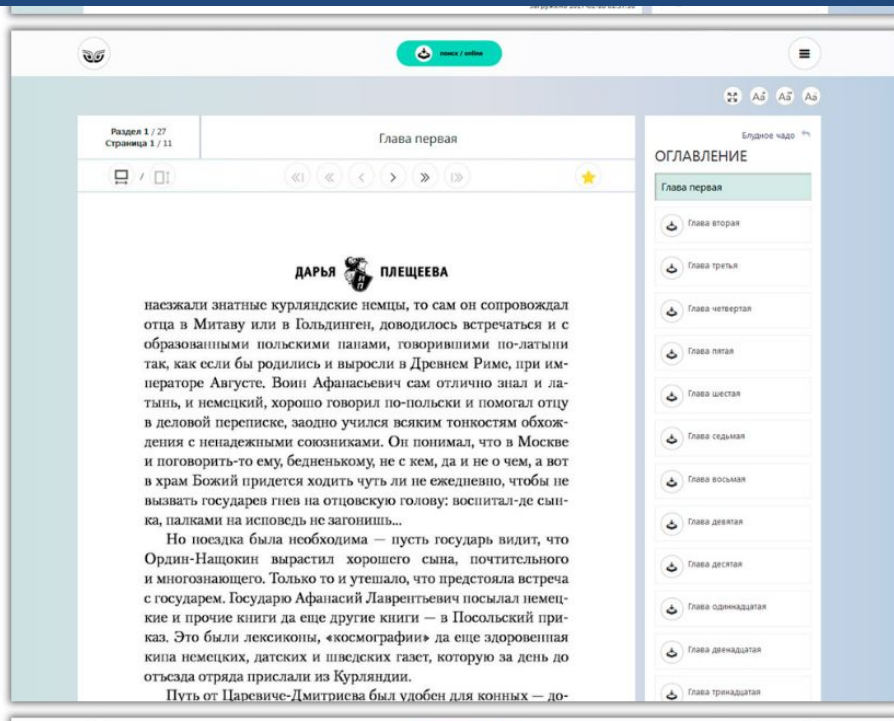 поиск / online
Раздел 1 / 27
Страница 1 / 11
Глава первая
ДАРЬЯ ПЛЕЩЕЕВА
наезжали знатные курляндские немцы, то сам он сопровождал
отца в Митаву или в Гольдинген, доводилось встречаться и с
образованными польскими панами, говорившими по-латыни
так, как если бы родились и выросли в Древнем Риме, при им-
ператоре Августе. Воин Афанасьевич сам отлично знал и ла-
тынь, и немецкий, хорошо говорил по-польски и помогал отцу
в деловой переписке, заодно учился всяким тонкостям обхож-
дения с ненадежными союзниками. Он понимал, что в Москве
и поговорить-то ему, бедненькому, не с кем, да и не о чем, а вот
в храм Божий придется ходить чуть ли не ежедневно, чтобы не
вызвать государев гнев на отцовскую голову: воспитал-де сын-
ка, палками на исповедь не загонишь...
Но поездка была необходима — пусть государь видит, что
Ордин-Нащокин вырастил хорошего сына, почтительного
и многознающего. Только то и утешало, что предстояла встреча
с государем. Государю Афанасий Лаврентьевич посылал немец-
кие и прочие книги да еще другие книги — в Посольский при-
каз. Это были лексиконы, «космографии» да еще здоровенная
кипа немецких, датских и шведских газет, которую за день до
отъезда отряда прислали из Курляндии.
Путь от Царевиче-Дмитриева был удобен для конных — до-
Блудное чадо
ОГЛАВЛЕНИЕ
Глава первая
Глава вторая
Глава третья
Глава четвертая
Глава пятая
Глава шестая
Глава седьмая
Глава восьмая
Глава девятая
Глава десятая
Глава одиннадцатая
Глава двенадцатая
Глава тринадцатая